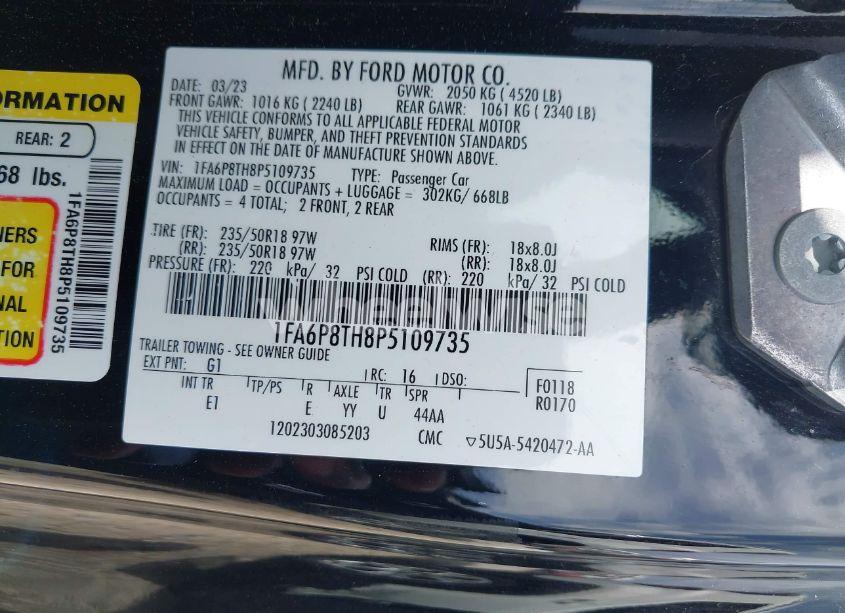 ORMATION
REAR: 2
68 lbs.
NERS
FOR
NAL
TION
1FA6P8TH8P5109735
MFD. BY FORD MOTOR CO.
DATE: 03/23 GVWR: 2050 KG ( 4520 LB)
FRONT GAWR: 1016 KG ( 2240 LB) REAR GAWR: 1061 KG ( 2340 LB)
THIS VEHICLE CONFORMS TO ALL APPLICABLE FEDERAL MOTOR
VEHICLE SAFETY, BUMPER, AND THEFT PREVENTION STANDARDS
IN EFFECT ON THE DATE OF MANUFACTURE SHOWN ABOVE.
VIN: 1FA6P8TH8P5109735 TYPE: Passenger Car
MAXIMUM LOAD = OCCUPANTS + LUGGAGE = 302KG/ 668LB
OCCUPANTS = 4 TOTAL; 2 FRONT, 2 REAR
TIRE (FR): 235/50R18 97W RIMS (FR): 18x8.0J
(RR): 235/50R18 97W (RR): 18x8.0J
PRESSURE (FR): 220 kPa/ 32 PSI COLD (RR): 220 kPa/ 32 PSI COLD
1FA6P8TH8P5109735
TRAILER TOWING - SEE OWNER GUIDE
EXT PNT: G1 RC: 16 DSO: F0118
INT TR TP/PS R AXLE TR SPR R0170
E1 E YY U 44AA
1202303085203 CMC ▽5U5A-5420472-AA